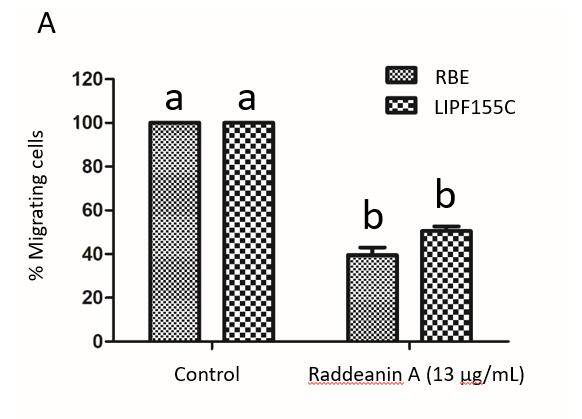 A
% Migrating cells
120
100
80
60
40
20
0
a a
b b
RBE
LIPF155C
Control
Raddeanin A (13 µg/mL)